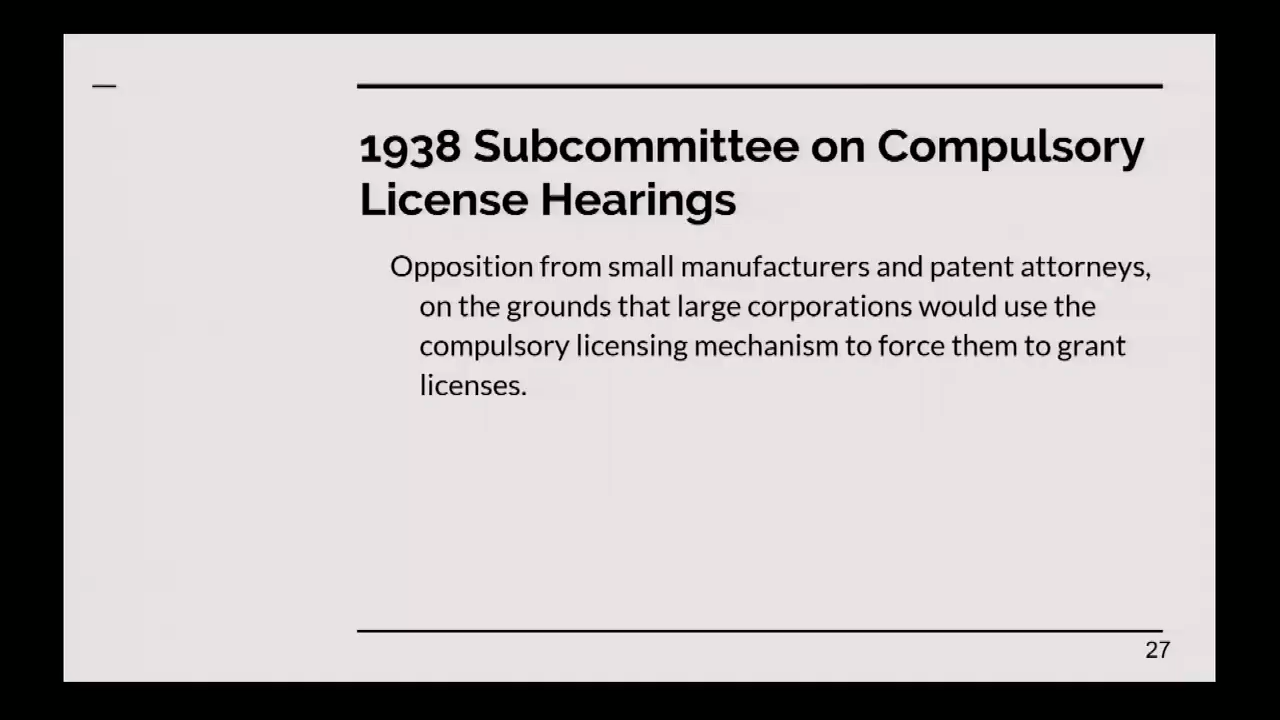 1938 Subcommittee on Compulsory
License Hearings
Opposition from small manufacturers and patent attorneys,
on the grounds that large corporations would use the
compulsory licensing mechanism to force them to grant
licenses.
27